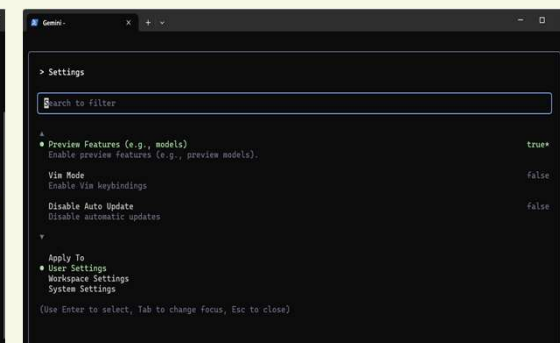 Gemini -
> Settings
Search to filter
Preview Features (e.g., models) true*
Enable preview features (e.g., preview models).
Vim Mode false
Enable Vim keybindings
Disable Auto Update false
Disable automatic updates
Apply To
User Settings
Workspace Settings
System Settings
(Use Enter to select, Tab to change focus, Esc to close)